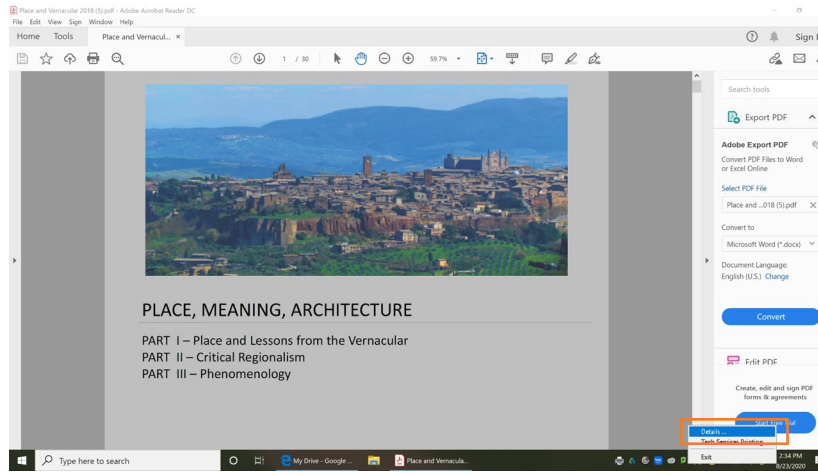 Place and Vernacular 2018 (5).pdf - Adobe Acrobat Reader DC
File Edit View Sign Window Help
Home Tools Place and Vernacul... ×
Sign I
1 / 30 59.7%
Search tools
Export PDF
Adobe Export PDF
Convert PDF Files to Word
or Excel Online
Select PDF File
Place and ...018 (5).pdf
Convert to
Microsoft Word (*.docx)
Document Language:
English (U.S.) Change
Convert
Edit PDF
Create, edit and sign PDF
forms & agreements
Start Free Trial
PLACE, MEANING, ARCHITECTURE
PART I – Place and Lessons from the Vernacular
PART II – Critical Regionalism
PART III – Phenomenology
Details ...
Tech Services Printing
Exit
Type here to search
My Drive - Google ...
Place and Vernacula...
2:34 PM
8/23/2020